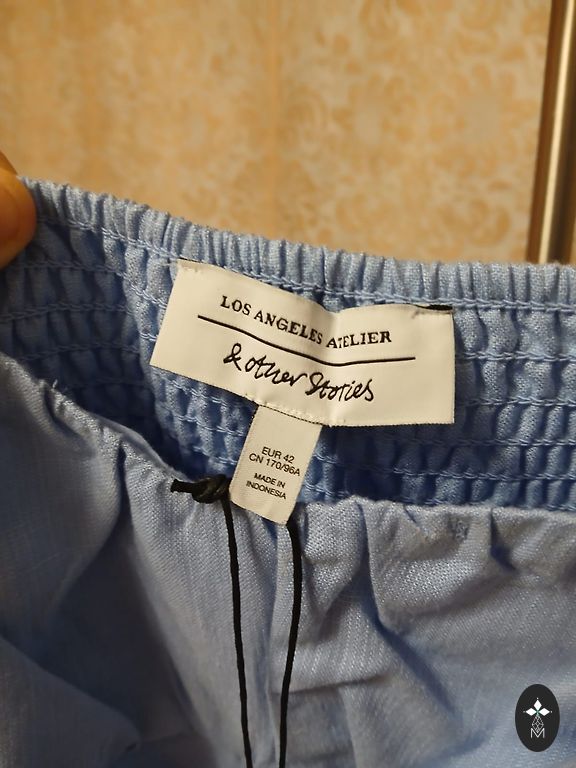 LOS ANGELES ATELIER
& other Stories
EUR 42
CN 170/96A
MADE IN
INDONESIA